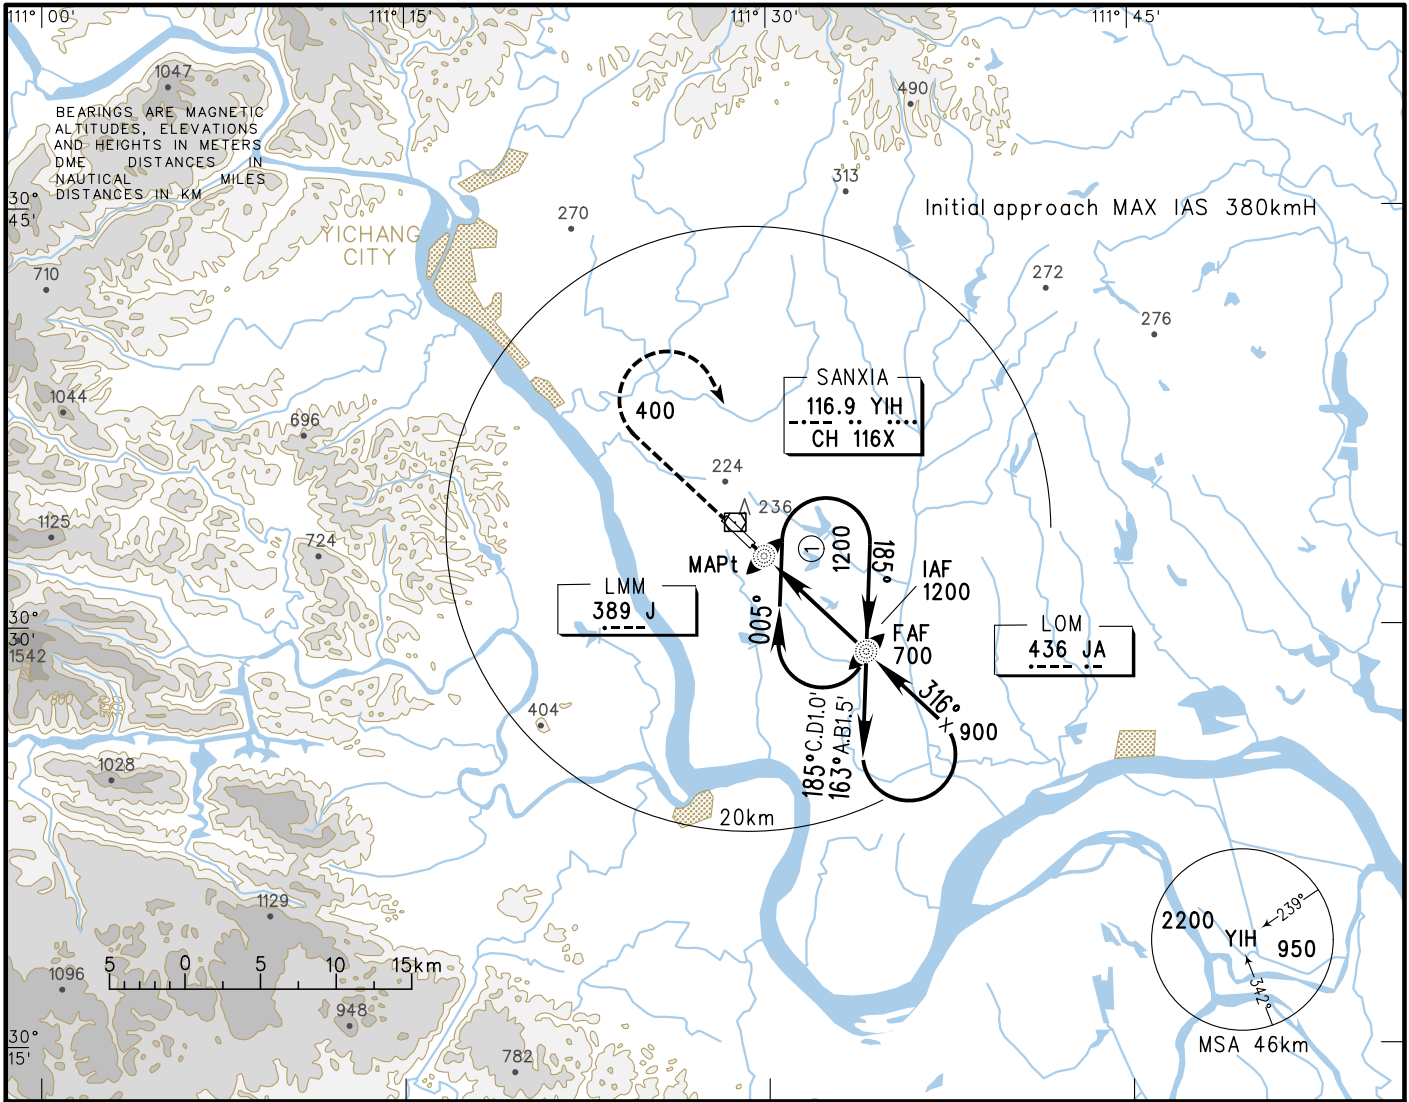 111° 00'
111° 15'
111° 30'
111° 45'
1047
490
BEARINGS ARE MAGNETIC
ALTITUDES, ELEVATIONS
AND HEIGHTS IN METERS
DME DISTANCES IN
NAUTICAL MILES
DISTANCES IN KM
313
30°
45'
Initial approach MAX IAS 380kmH
270
YICHANG
CITY
710
272
276
SANXIA
116.9 YIH
CH 116X
1044
400
696
224
236
1125
724
1
1200
185°
MAPt
IAF
1200
LMM
389 J
005°
30°
30'
FAF
700
LOM
436 JA
1542
880
316°
404
900
185°C.D1.0'
163°A.B1.5'
1028
20km
1129
2200
YIH
239°
950
342°
MSA 46km
5 0 5 10 15km
1096
948
30°
15'
782